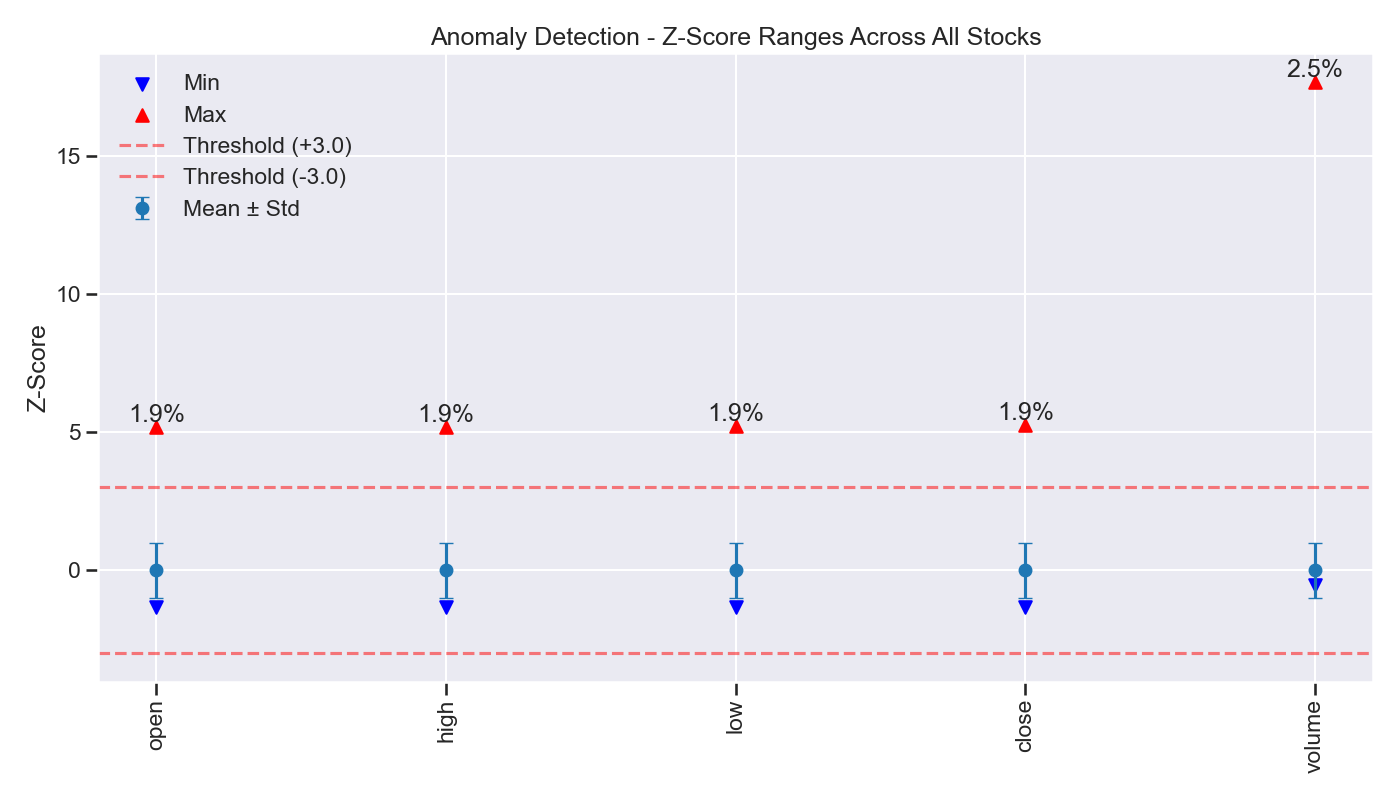 Anomaly Detection - Z-Score Ranges Across All Stocks
Min
Max
Threshold (+3.0)
Threshold (-3.0)
Mean ± Std
Z-Score
15
10
5
0
1.9%
1.9%
1.9%
1.9%
2.5%
open
high
low
close
volume